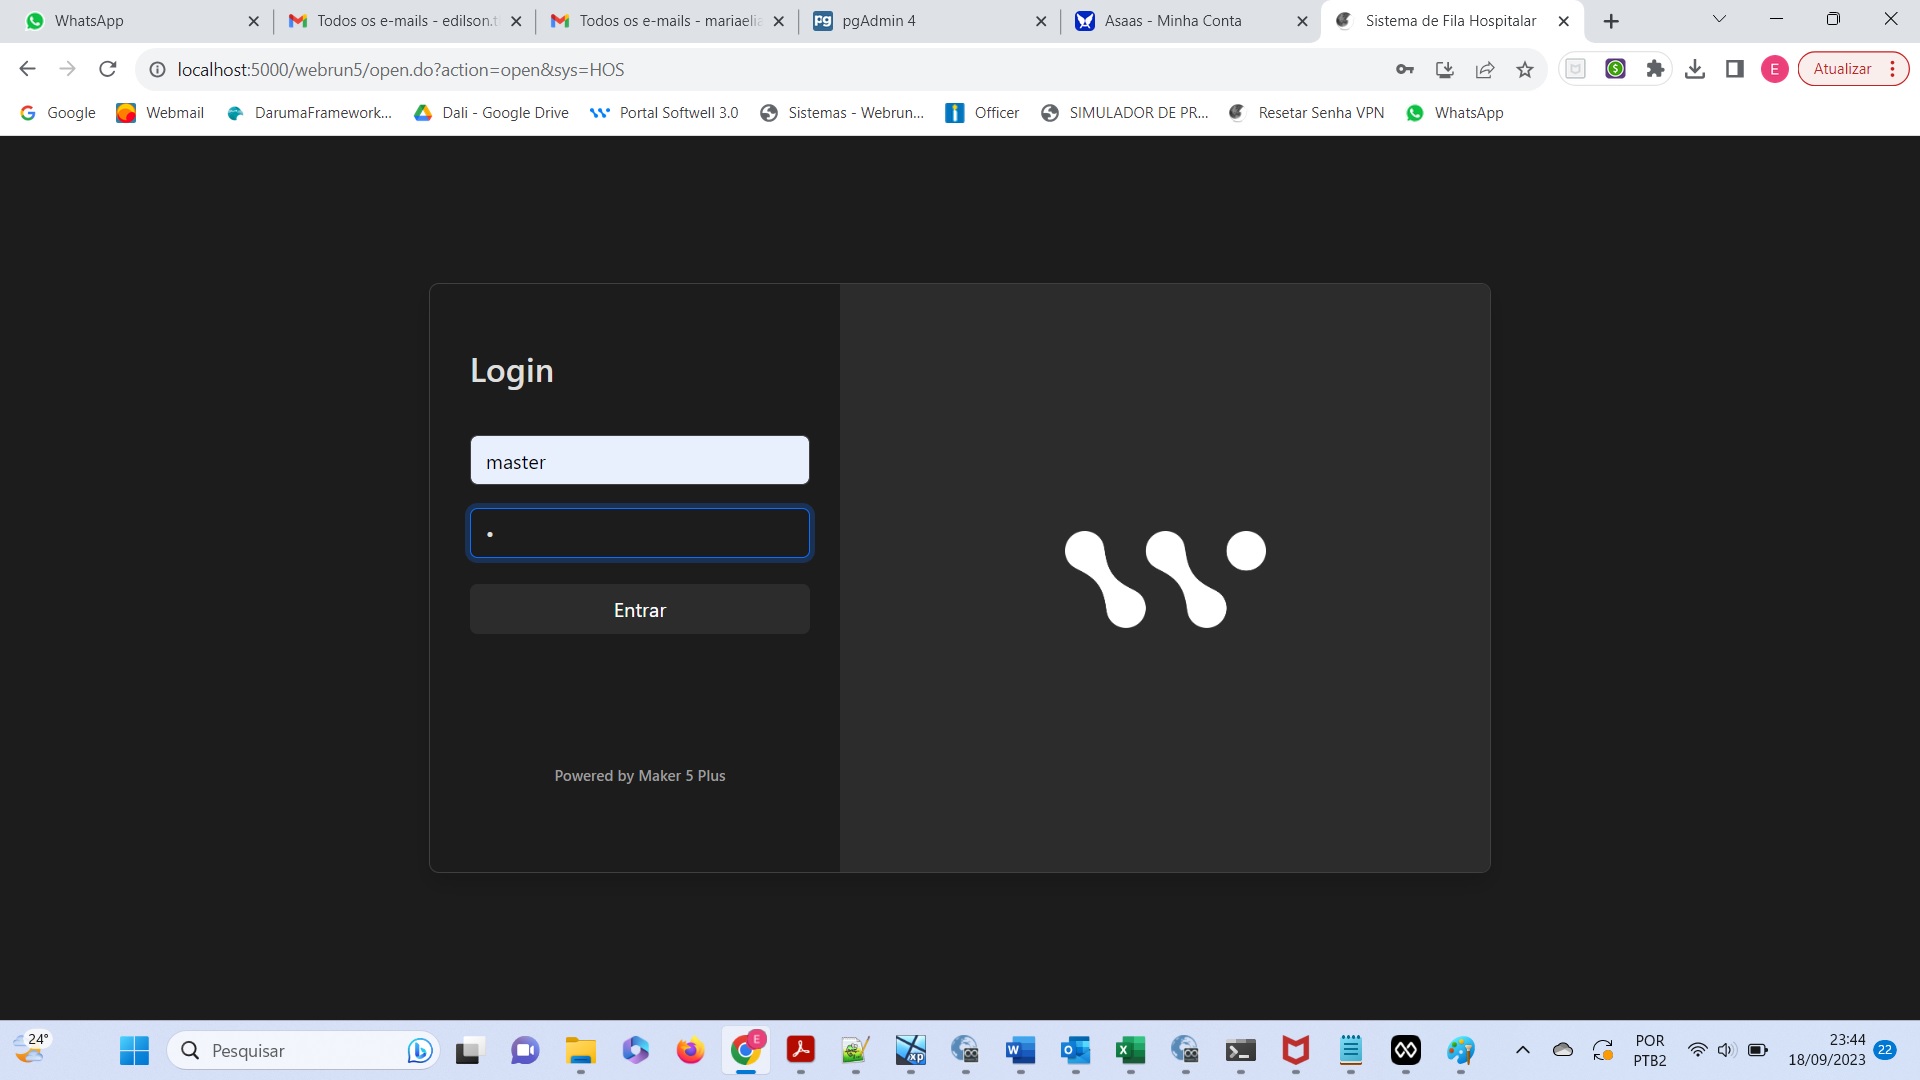 WhatsApp
Todos os e-mails - edilson.t
Todos os e-mails - mariaelia
pgAdmin 4
Asaas - Minha Conta
Sistema de Fila Hospitalar
localhost:5000/webrun5/open.do?action=open&sys=HOS
E
Atualizar
Google
Webmail
DarumaFramework...
Dali - Google Drive
Portal Softwell 3.0
Sistemas - Webrun...
Officer
SIMULADOR DE PR...
Resetar Senha VPN
WhatsApp
Login
master
Entrar
Powered by Maker 5 Plus
24°
Pesquisar
POR
PTB2
23:44
18/09/2023
22